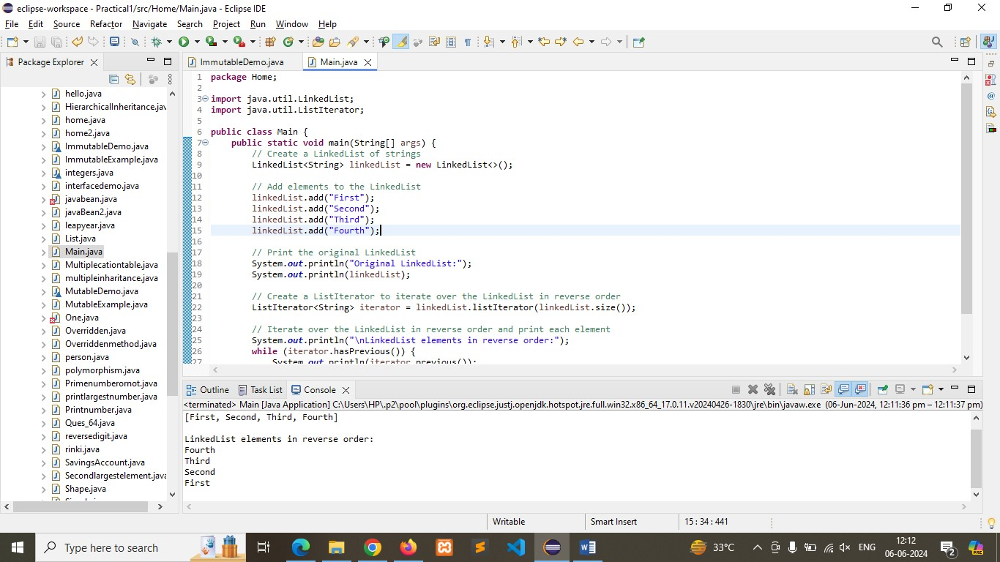 eclipse-workspace - Practical1/src/Home/Main.java - Eclipse IDE
File Edit Source Refactor Navigate Search Project Run Window Help
Package Explorer
hello.java
HierarchicalInheritance.jav
home.java
home2.java
ImmutableDemo.java
ImmutableExample.java
integers.java
interfacedemo.java
javabean.java
javaBean2.java
leapyear.java
List.java
Main.java
Multiplecationtable.java
multipleinharitance.java
MutableDemo.java
MutableExample.java
One.java
Overridden.java
Overriddenmethod.java
person.java
polymorphism.java
Primenumberornot.java
printlargestnumber.java
Printnumber.java
Ques_64.java
reversedigit.java
rinki.java
SavingsAccount.java
Secondlargestelement.java
Shape.java
ImmutableDemo.java Main.java
1 package Home;
2
3 import java.util.LinkedList;
4 import java.util.ListIterator;
5
6 public class Main {
7 public static void main(String[] args) {
8 // Create a LinkedList of strings
9 LinkedList<String> linkedList = new LinkedList<>();
10
11 // Add elements to the LinkedList
12 linkedList.add("First");
13 linkedList.add("Second");
14 linkedList.add("Third");
15 linkedList.add("Fourth");
16
17 // Print the original LinkedList
18 System.out.println("Original LinkedList:");
19 System.out.println(linkedList);
20
21 // Create a ListIterator to iterate over the LinkedList in reverse order
22 ListIterator<String> iterator = linkedList.listIterator(linkedList.size());
23
24 // Iterate over the LinkedList in reverse order and print each element
25 System.out.println("\nLinkedList elements in reverse order:");
26 while (iterator.hasPrevious()) {
27 System.out.println(iterator.previous());
Outline Task List Console
<terminated> Main [Java Application] C:\Users\HP\.p2\pool\plugins\org.eclipse.justj.openjdk.hotspot.jre.full.win32.x86_64_17.0.11.v20240426-1830\jre\bin\javaw.exe (06-Jun-2024, 12:11:36 pm – 12:11:37 pm)
[First, Second, Third, Fourth]
LinkedList elements in reverse order:
Fourth
Third
Second
First
Writable Smart Insert 15 : 34 : 441
Type here to search
33°C
ENG
12:12
06-06-2024
2